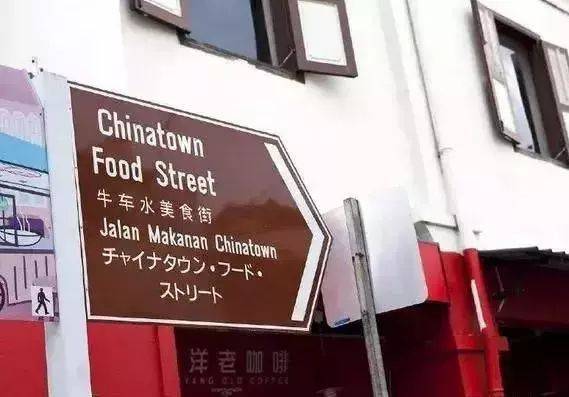 Chinatown
Food Street
牛车水美食街
Jalan Makanan Chinatown
チャイナタウン・フード・
ストリート
洋老咖啡
YANG OLD COFFEE